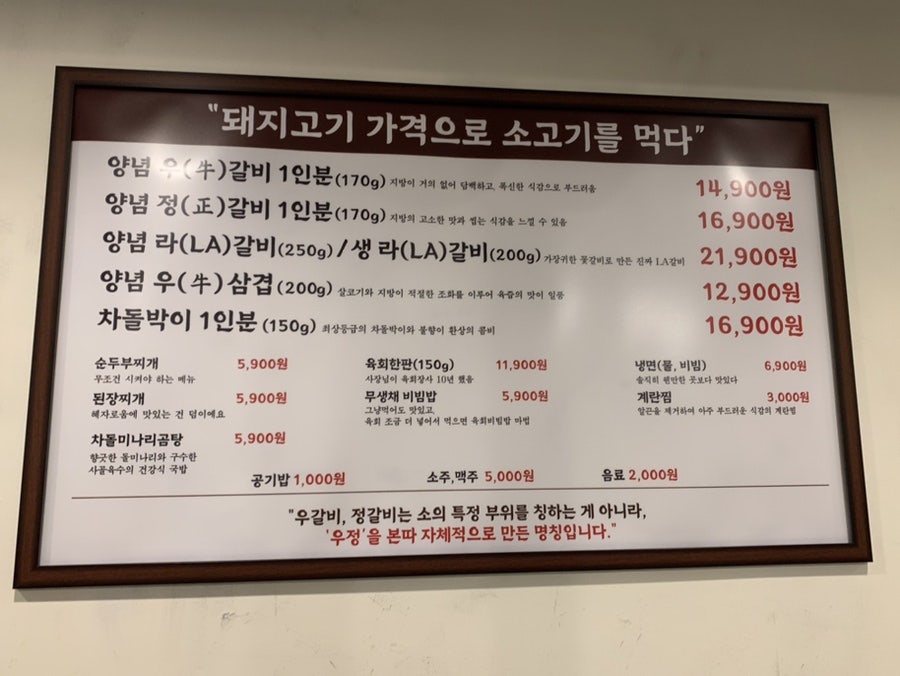 "돼지고기 가격으로 소고기를 먹다"
양념 우(牛)갈비 1인분(170g) 지방이 거의 없어 담백하고, 폭신한 식감으로 부드러움 14,900원
양념 정(正)갈비 1인분(170g) 지방의 고소한 맛과 씹는 식감을 느낄 수 있음 16,900원
양념 라(LA)갈비(250g) /생 라(LA)갈비(200g) 가장귀한 꽃갈비로 만든 진짜 LA갈비 21,900원
양념 우(牛)삼겹(200g) 살코기와 지방이 적절한 조화를 이루어 육즙의 맛이 일품 12,900원
차돌박이 1인분(150g) 최상등급의 차돌박이와 불향이 환상의 콤비 16,900원
순두부찌개 5,900원
무조건 시켜야 하는 메뉴
된장찌개 5,900원
혜자로움에 맛있는 건 덤이에요
차돌미나리곰탕 5,900원
향긋한 돌미나리와 구수한
사골육수의 건강식 국밥
육회한판(150g) 11,900원
사장님이 육회장사 10년 했음
무생채 비빔밥 5,900원
그냥먹어도 맛있고,
육회 조금 더 넣어서 먹으면 육회비빔밥 마법
냉면(물, 비빔) 6,900원
솔직히 웬만한 곳보다 맛있다
계란찜 3,000원
알끈을 제거하여 아주 부드러운 식감의 계란찜
공기밥 1,000원 소주,맥주 5,000원 음료 2,000원
"우갈비, 정갈비는 소의 특정 부위를 칭하는 게 아니라,
'우정'을 본따 자체적으로 만든 명칭입니다."